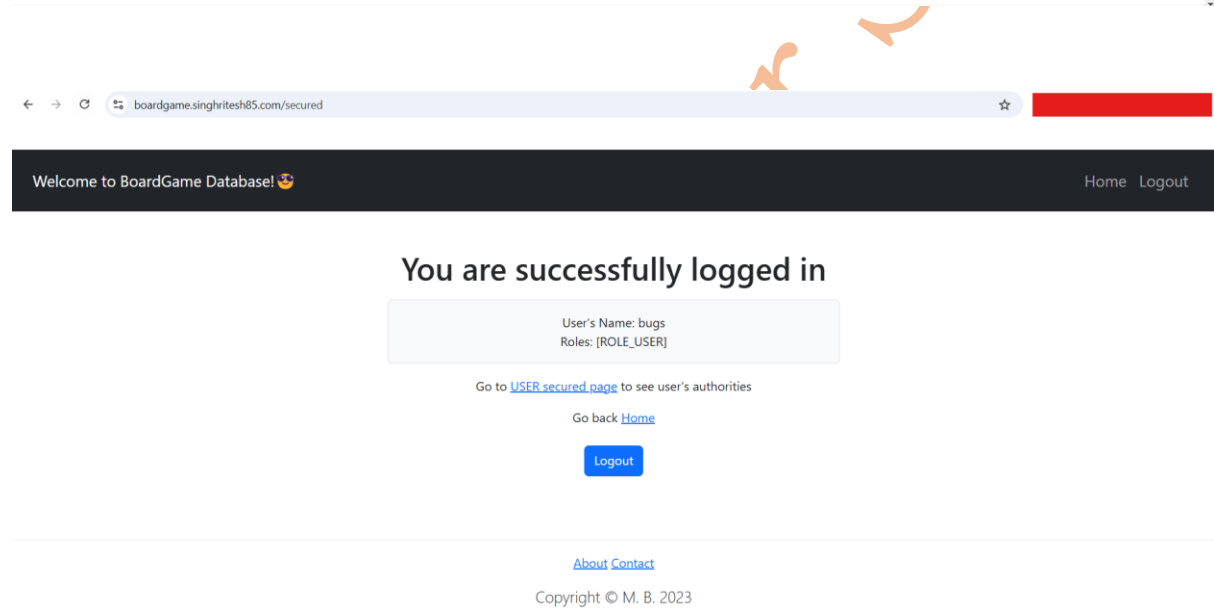 boardgame.singhritesh85.com/secured
Welcome to BoardGame Database!😎
Home Logout
You are successfully logged in
User's Name: bugs
Roles: [ROLE_USER]
Go to USER secured page to see user's authorities
Go back Home
Logout
About Contact
Copyright © M. B. 2023